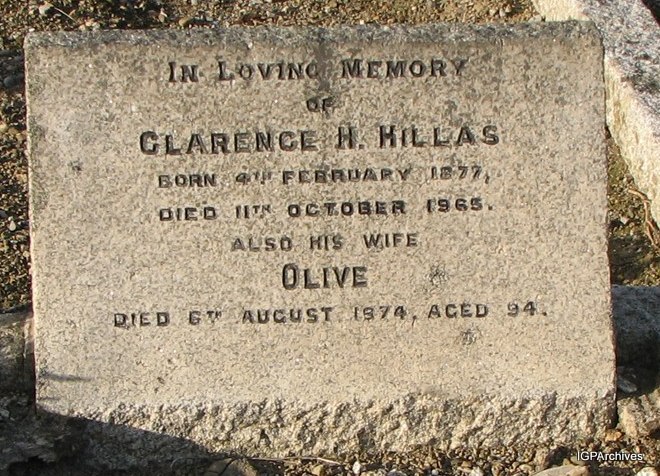 IN LOVING MEMORY
OF
CLARENCE H. HILLAS
BORN 4TH FEBRUARY 1877,
DIED 11TH OCTOBER 1965.
ALSO HIS WIFE
OLIVE
DIED 6TH AUGUST 1974, AGED 94.
IGPArchives